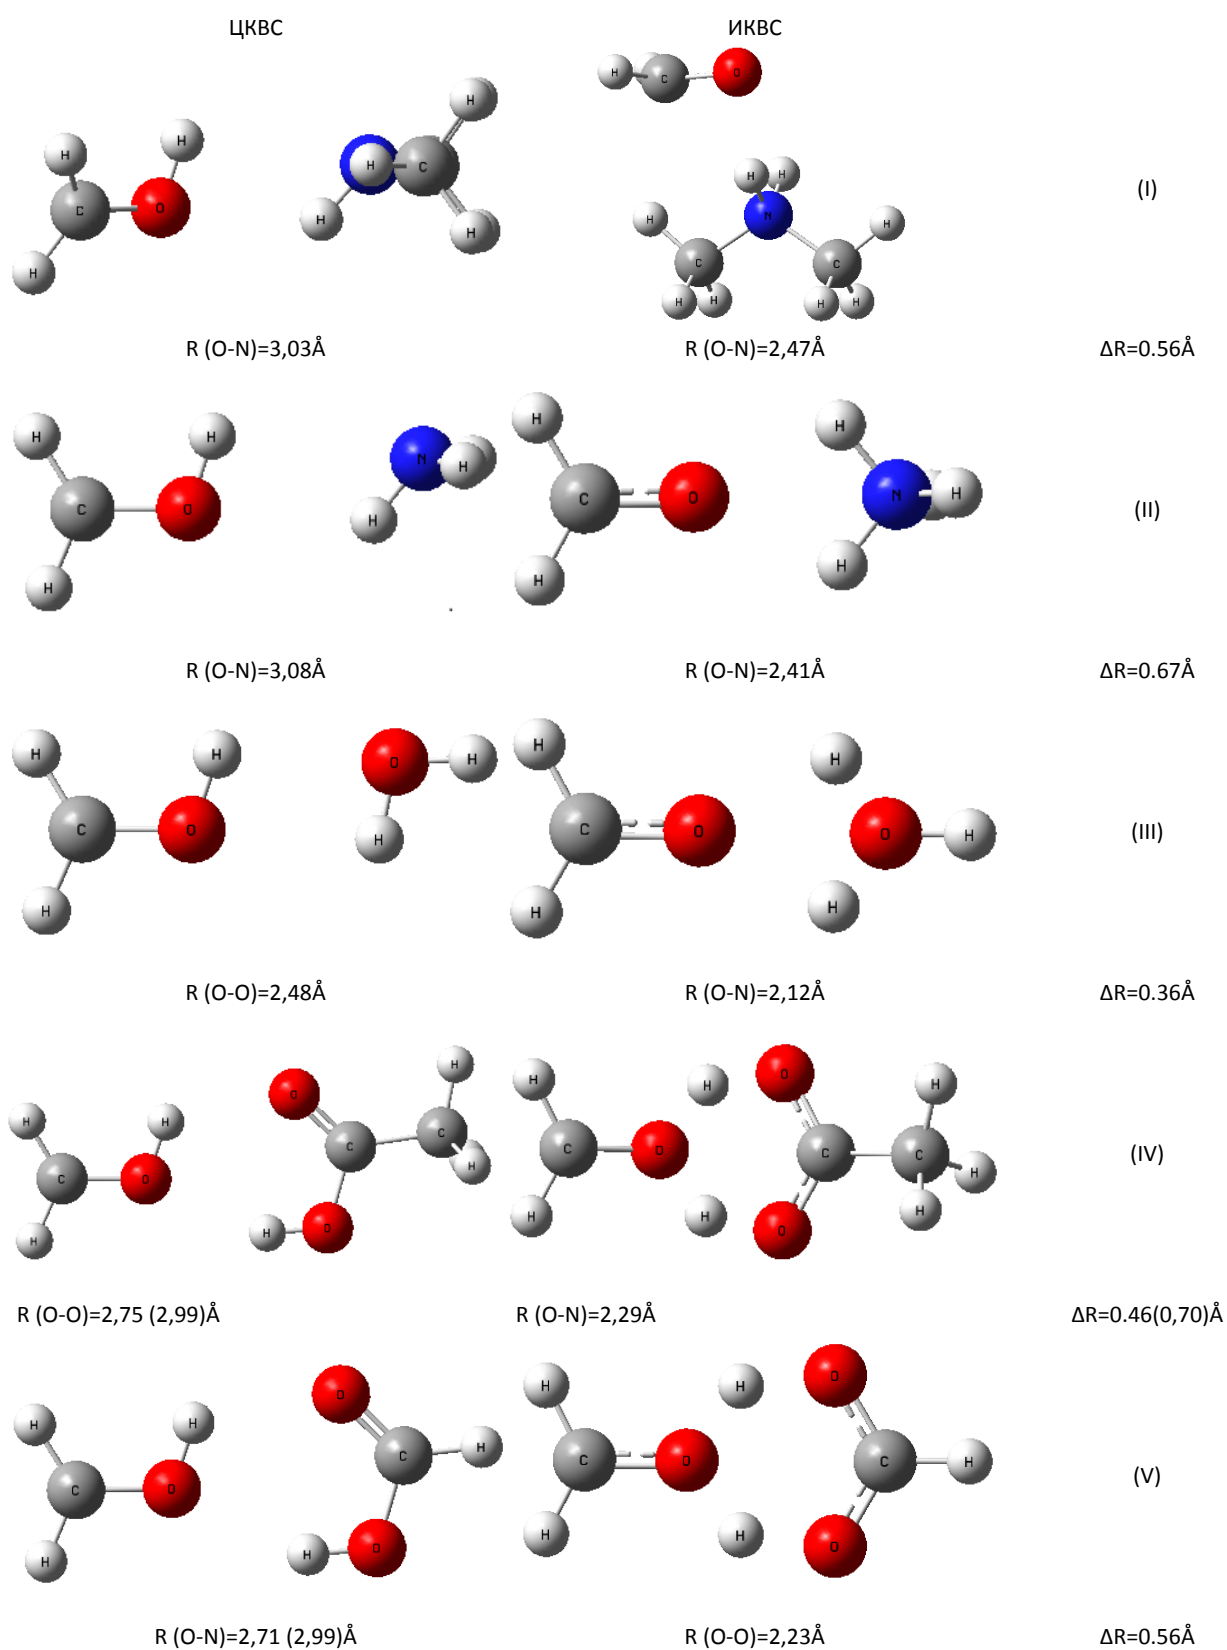 ЦКВС ИКВС
(I)
R (O-N)=3,03Å R (O-N)=2,47Å ΔR=0.56Å
(II)
R (O-N)=3,08Å R (O-N)=2,41Å ΔR=0.67Å
(III)
R (O-O)=2,48Å R (O-N)=2,12Å ΔR=0.36Å
(IV)
R (O-O)=2,75 (2,99)Å R (O-N)=2,29Å ΔR=0.46(0,70)Å
(V)
R (O-N)=2,71 (2,99)Å R (O-O)=2,23Å ΔR=0.56Å